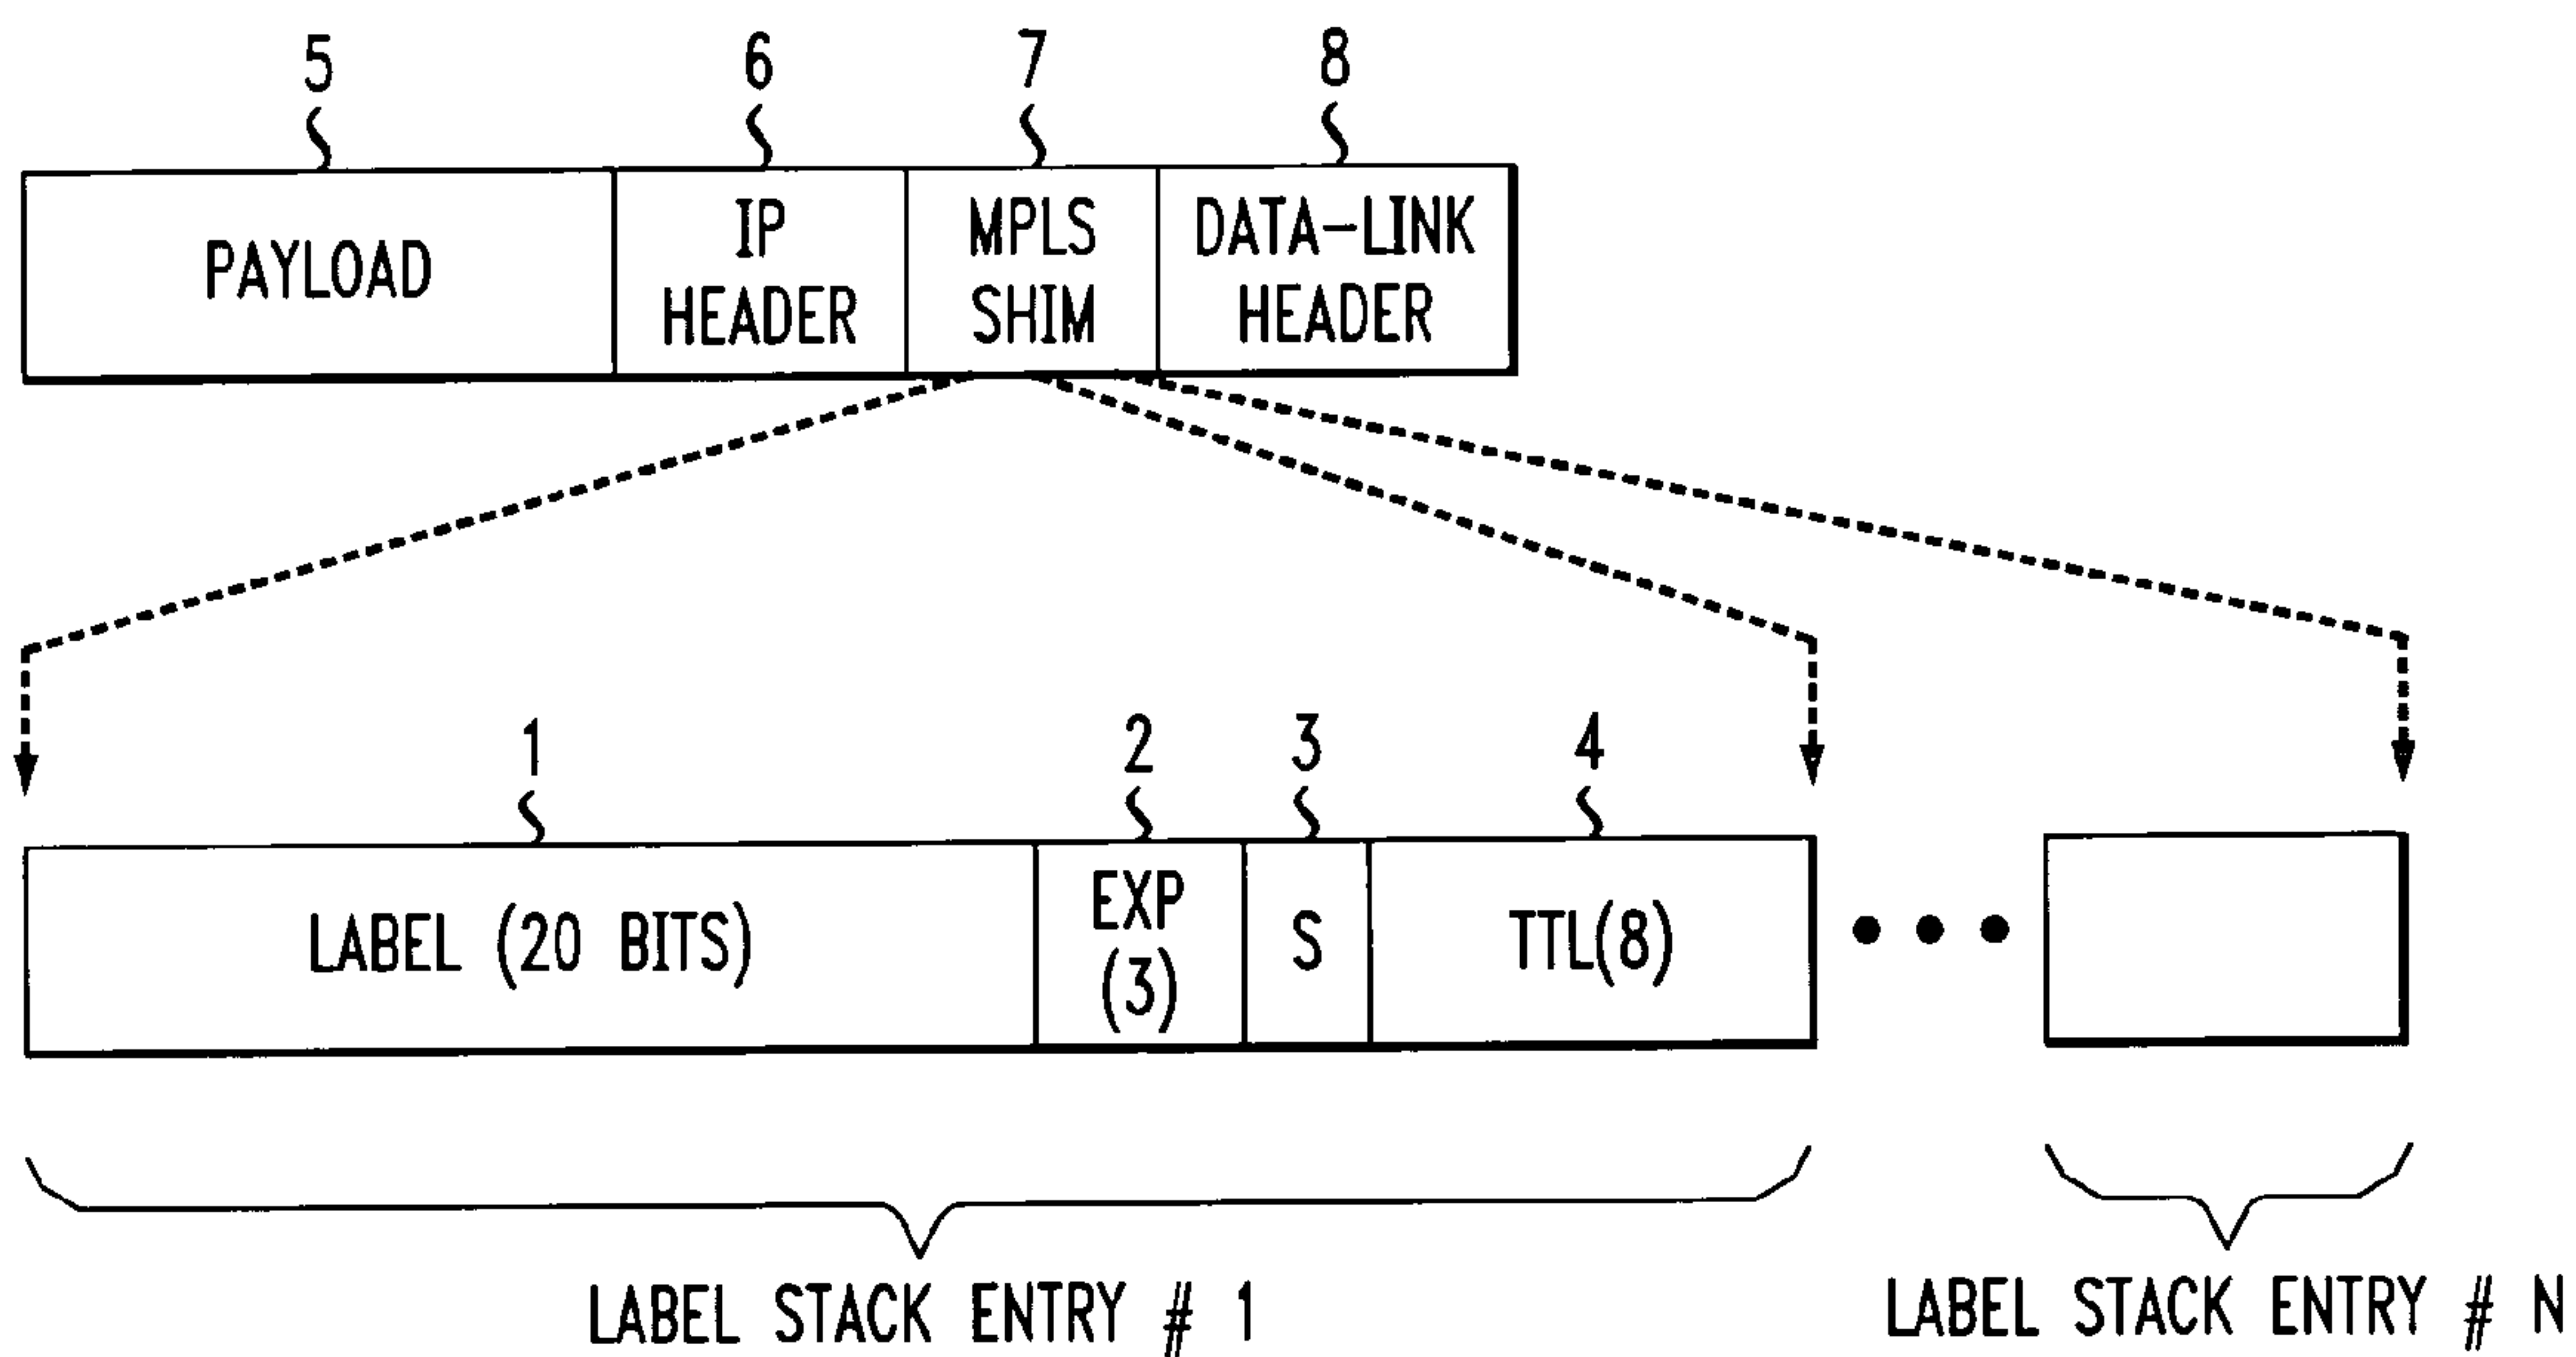 5 6 7 8
PAYLOAD
IP
HEADER
MPLS
SHIM
DATA-LINK
HEADER
1 2 3 4
LABEL (20 BITS)
EXP
(3)
S
TTL(8)
LABEL STACK ENTRY # 1
LABEL STACK ENTRY # N